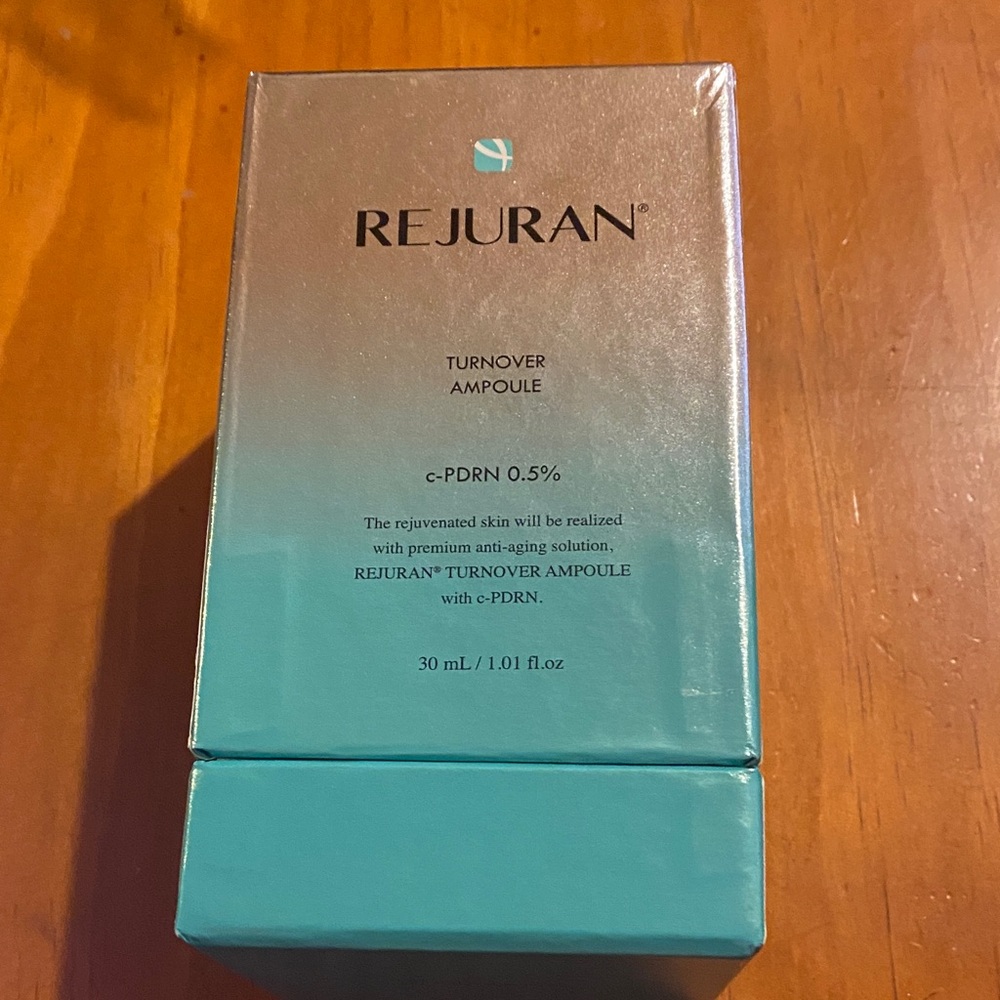 REJURAN®
TURNOVER
AMPOULE
c-PDRN 0.5%
The rejuvenated skin will be realized
with premium anti-aging solution,
REJURAN® TURNOVER AMPOULE
with c-PDRN.
30 mL / 1.01 fl.oz